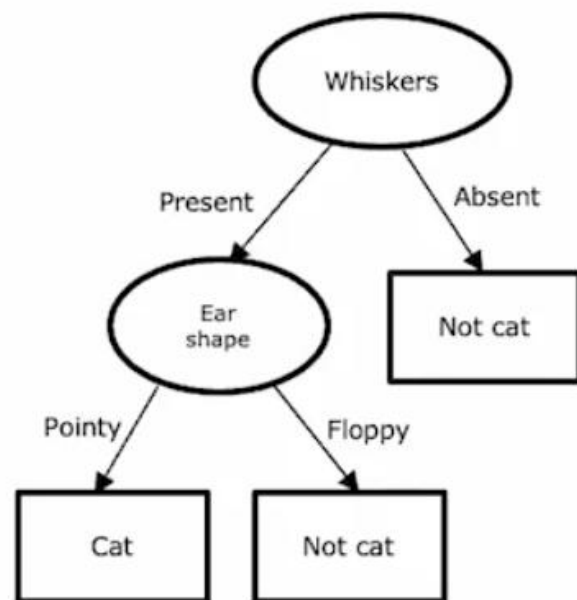 Whiskers
Present
Absent
Ear
shape
Not cat
Pointy
Floppy
Cat
Not cat